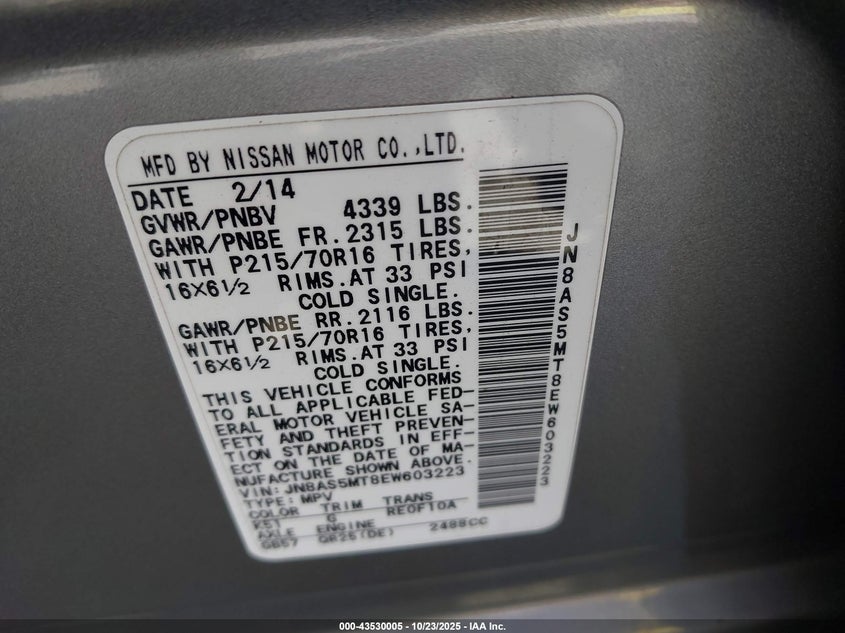 MFD BY NISSAN MOTOR CO.,LTD.
DATE 2/14
GVWR/PNBV 4339 LBS.
GAWR/PNBE FR.2315 LBS.
WITH P215/70R16 TIRES,
16X6½ RIMS.AT 33 PSI
COLD SINGLE.
GAWR/PNBE RR.2116 LBS.
WITH P215/70R16 TIRES,
16X6½ RIMS.AT 33 PSI
COLD SINGLE.
THIS VEHICLE CONFORMS
TO ALL APPLICABLE FED-
ERAL MOTOR VEHICLE SA-
FETY AND THEFT PREVEN-
TION STANDARDS IN EFF-
ECT ON THE DATE OF MA-
NUFACTURE SHOWN ABOVE.
VIN: JN8AS5MT8EW603223
TYPE: MPV
COLOR TRIM TRANS
K51 G RE0F10A
AXLE ENGINE
GB57 QR25(DE) 2488CC
JN8AS5MT8EW603223
000-43530005 - 10/23/2025 - IAA Inc.